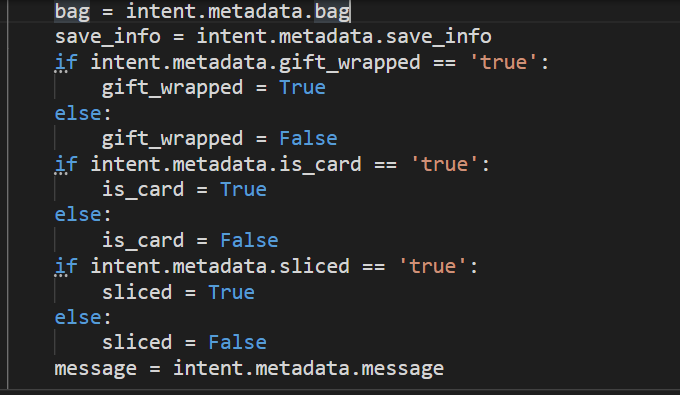 bag = intent.metadata.bag
save_info = intent.metadata.save_info
if intent.metadata.gift_wrapped == 'true':
    gift_wrapped = True
else:
    gift_wrapped = False
if intent.metadata.is_card == 'true':
    is_card = True
else:
    is_card = False
if intent.metadata.sliced == 'true':
    sliced = True
else:
    sliced = False
message = intent.metadata.message